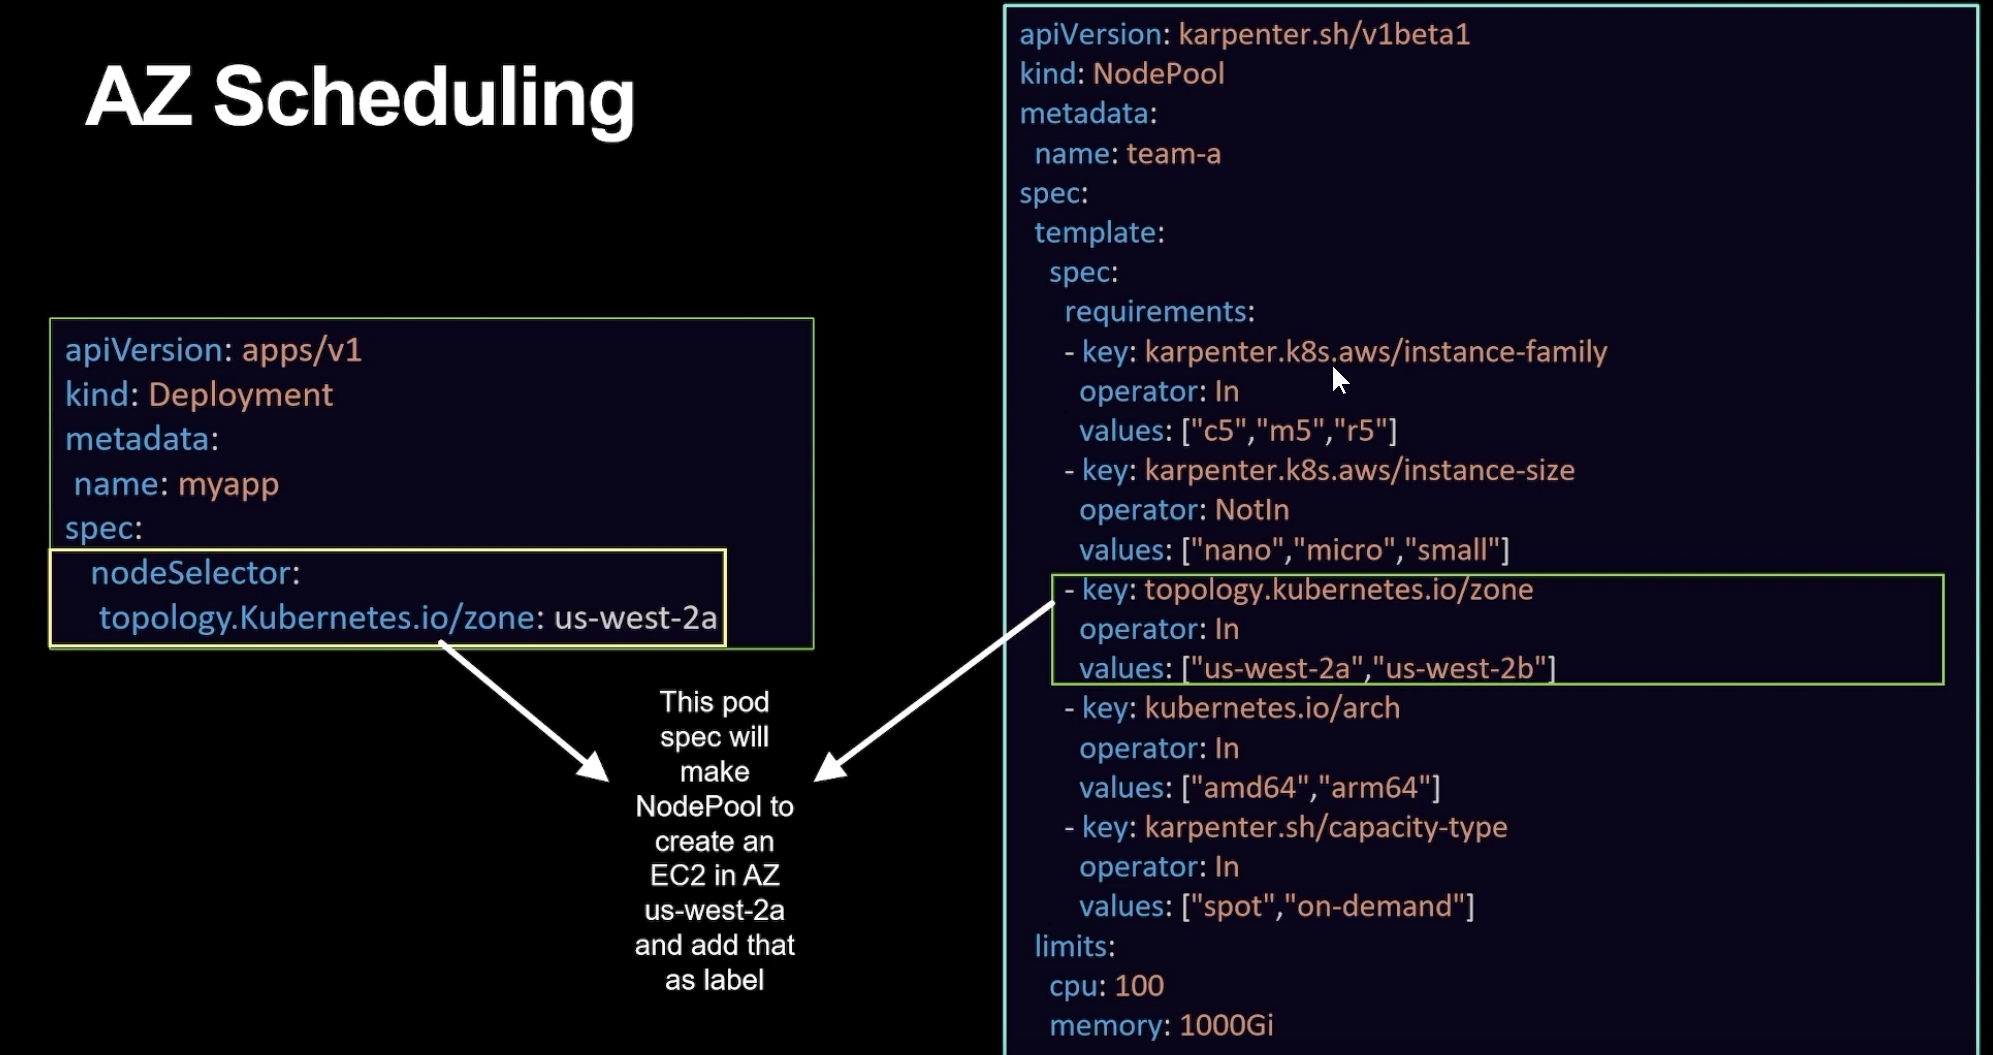 AZ Scheduling
apiVersion: apps/v1
kind: Deployment
metadata:
name: myapp
spec:
nodeSelector:
topology.Kubernetes.io/zone: us-west-2a
This pod
spec will
make
NodePool to
create an
EC2 in AZ
us-west-2a
and add that
as label
apiVersion: karpenter.sh/v1beta1
kind: NodePool
metadata:
name: team-a
spec:
template:
spec:
requirements:
- key: karpenter.k8s.aws/instance-family
operator: In
values: ["c5","m5","r5"]
- key: karpenter.k8s.aws/instance-size
operator: NotIn
values: ["nano","micro","small"]
- key: topology.kubernetes.io/zone
operator: In
values: ["us-west-2a","us-west-2b"]
- key: kubernetes.io/arch
operator: In
values: ["amd64","arm64"]
- key: karpenter.sh/capacity-type
operator: In
values: ["spot","on-demand"]
limits:
cpu: 100
memory: 1000Gi